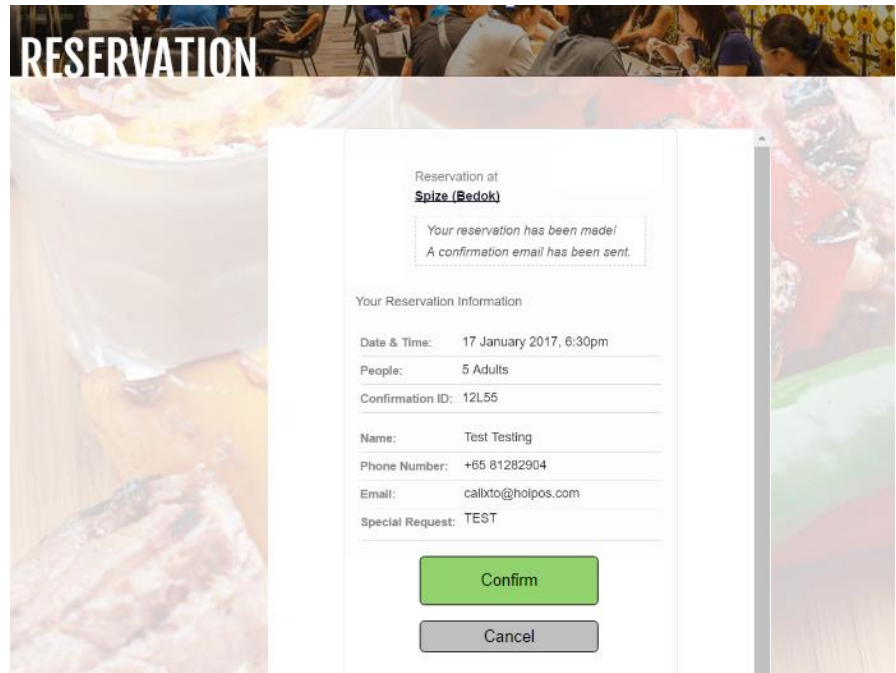 RESERVATION
Reservation at
Spize (Bedok)
Your reservation has been made!
A confirmation email has been sent.
Your Reservation Information
Date & Time: 17 January 2017, 6:30pm
People: 5 Adults
Confirmation ID: 12L55
Name: Test Testing
Phone Number: +65 81282904
Email: calixto@holpos.com
Special Request: TEST
Confirm
Cancel